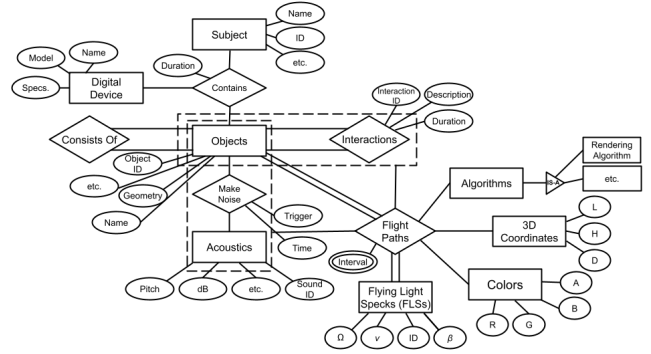 Name
Subject
ID
etc.
Model
Name
Duration
Specs.
Digital
Device
Contains
Interaction
ID
Description
Duration
Consists Of
Objects
Interactions
Object
ID
etc.
Geometry
Name
Make
Noise
Trigger
Time
Acoustics
Pitch
dB
etc.
Sound
ID
Flight
Paths
Interval
Algorithms
IS-A
Rendering
Algorithm
etc.
3D
Coordinates
L
H
D
Colors
A
B
R
G
Flying Light
Specks (FLSs)
Ω
ν
ID
β